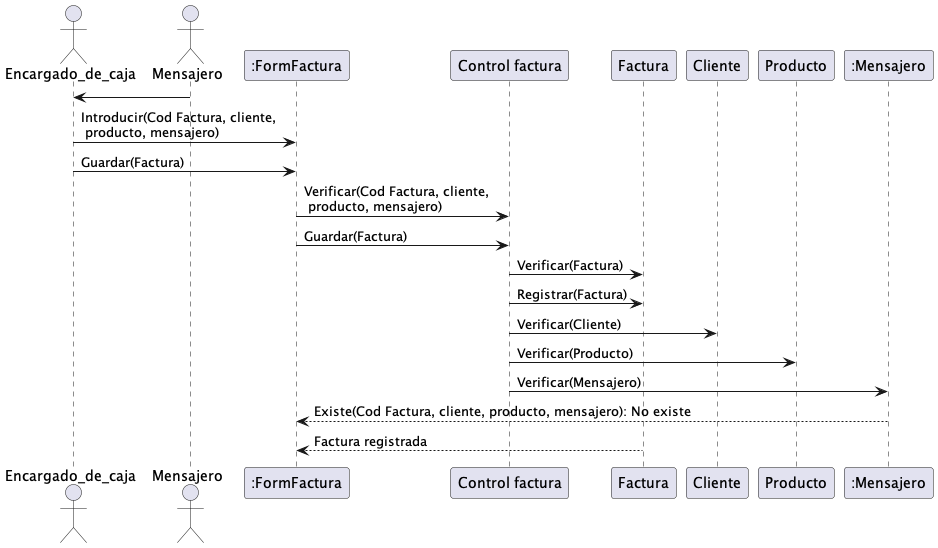 Encargado_de_caja
Mensajero
:FormFactura
Control factura
Factura
Cliente
Producto
:Mensajero
Introducir(Cod Factura, cliente,
producto, mensajero)
Guardar(Factura)
Verificar(Cod Factura, cliente,
producto, mensajero)
Guardar(Factura)
Verificar(Factura)
Registrar(Factura)
Verificar(Cliente)
Verificar(Producto)
Verificar(Mensajero)
Existe(Cod Factura, cliente, producto, mensajero): No existe
Factura registrada
Encargado_de_caja
Mensajero
:FormFactura
Control factura
Factura
Cliente
Producto
:Mensajero